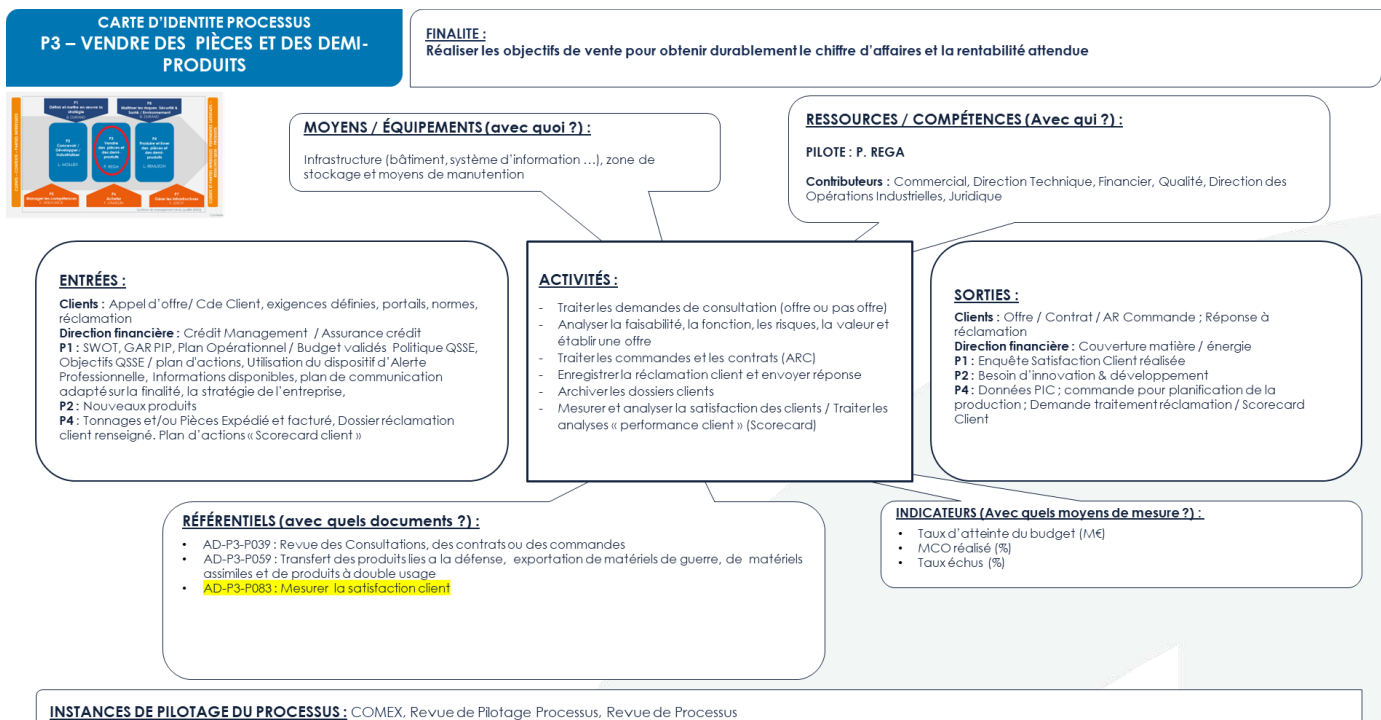 CARTE D'IDENTITE PROCESSUS
P3 – VENDRE DES PIÈCES ET DES DEMI-
PRODUITS
FINALITE :
Réaliser les objectifs de vente pour obtenir durablement le chiffre d'affaires et la rentabilité attendue
MOYENS / ÉQUIPEMENTS (avec quoi ?) :
Infrastructure (bâtiment, système d'information …), zone de
stockage et moyens de manutention
RESSOURCES / COMPÉTENCES (Avec qui ?) :
PILOTE : P. REGA
Contributeurs : Commercial, Direction Technique, Financier, Qualité, Direction des
Opérations Industrielles, Juridique
ENTRÉES :
Clients : Appel d'offre/ Cde Client, exigences définies, portails, normes,
réclamation
Direction financière : Crédit Management / Assurance crédit
P1 : SWOT, GAR PIP, Plan Opérationnel / Budget validés Politique QSSE,
Objectifs QSSE / plan d'actions, Utilisation du dispositif d'Alerte
Professionnelle, Informations disponibles, plan de communication
adapté sur la finalité, la stratégie de l'entreprise,
P2 : Nouveaux produits
P4 : Tonnages et/ou Pièces Expédié et facturé, Dossier réclamation
client renseigné. Plan d'actions « Scorecard client »
ACTIVITÉS :
- Traiter les demandes de consultation (offre ou pas offre)
- Analyser la faisabilité, la fonction, les risques, la valeur et
établir une offre
- Traiter les commandes et les contrats (ARC)
- Enregistrer la réclamation client et envoyer réponse
- Archiver les dossiers clients
- Mesurer et analyser la satisfaction des clients / Traiter les
analyses « performance client » (Scorecard)
SORTIES :
Clients : Offre / Contrat / AR Commande ; Réponse à
réclamation
Direction financière : Couverture matière / énergie
P1 : Enquête Satisfaction Client réalisée
P2 : Besoin d'innovation & développement
P4 : Données PIC ; commande pour planification de la
production ; Demande traitement réclamation / Scorecard
Client
RÉFÉRENTIELS (avec quels documents ?) :
• AD-P3-P039 : Revue des Consultations, des contrats ou des commandes
• AD-P3-P059 : Transfert des produits lies a la défense, exportation de matériels de guerre, de matériels
assimiles et de produits à double usage
• AD-P3-P083 : Mesurer la satisfaction client
INDICATEURS (Avec quels moyens de mesure ?) :
• Taux d'atteinte du budget (M€)
• MCO réalisé (%)
• Taux échus (%)
INSTANCES DE PILOTAGE DU PROCESSUS : COMEX, Revue de Pilotage Processus, Revue de Processus